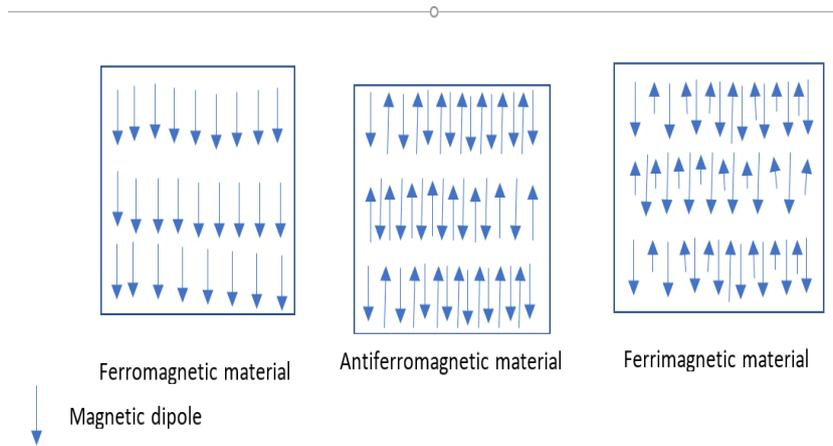 Ferromagnetic material
Antiferromagnetic material
Ferrimagnetic material
Magnetic dipole